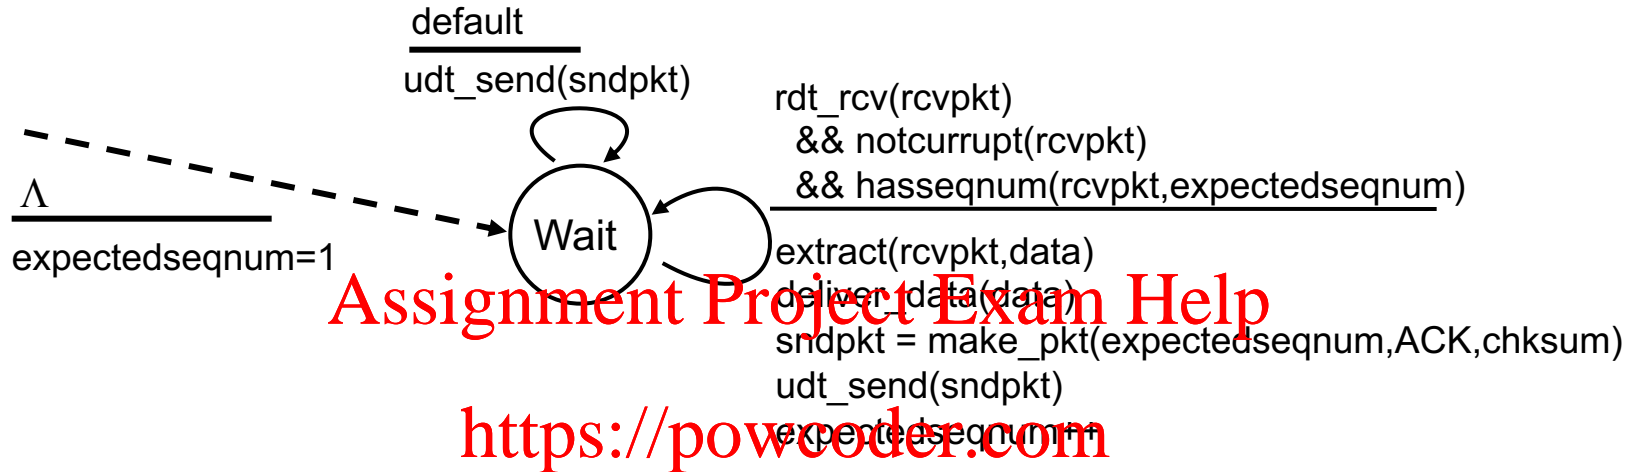 default
udt_send(sndpkt)
rdt_rcv(rcvpkt)
&& notcurrupt(rcvpkt)
&& hasseqnum(rcvpkt,expectedseqnum)
Λ
expectedseqnum=1
Wait
extract(rcvpkt,data)
deliver_data(data)
Assignment Project Exam Help
sndpkt = make_pkt(expectedseqnum,ACK,chksum)
udt_send(sndpkt)
expectedseqnum++
https://powcoder.com